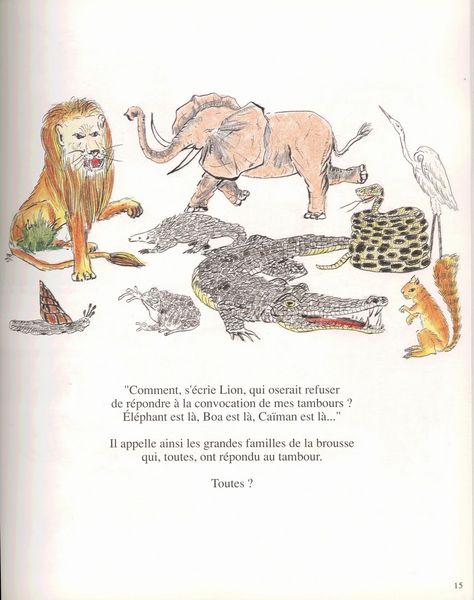 "Comment, s'écrie Lion, qui oserait refuser
de répondre à la convocation de mes tambours ?
Éléphant est là, Boa est là, Caïman est là..."
Il appelle ainsi les grandes familles de la brousse
qui, toutes, ont répondu au tambour.
Toutes ?
15